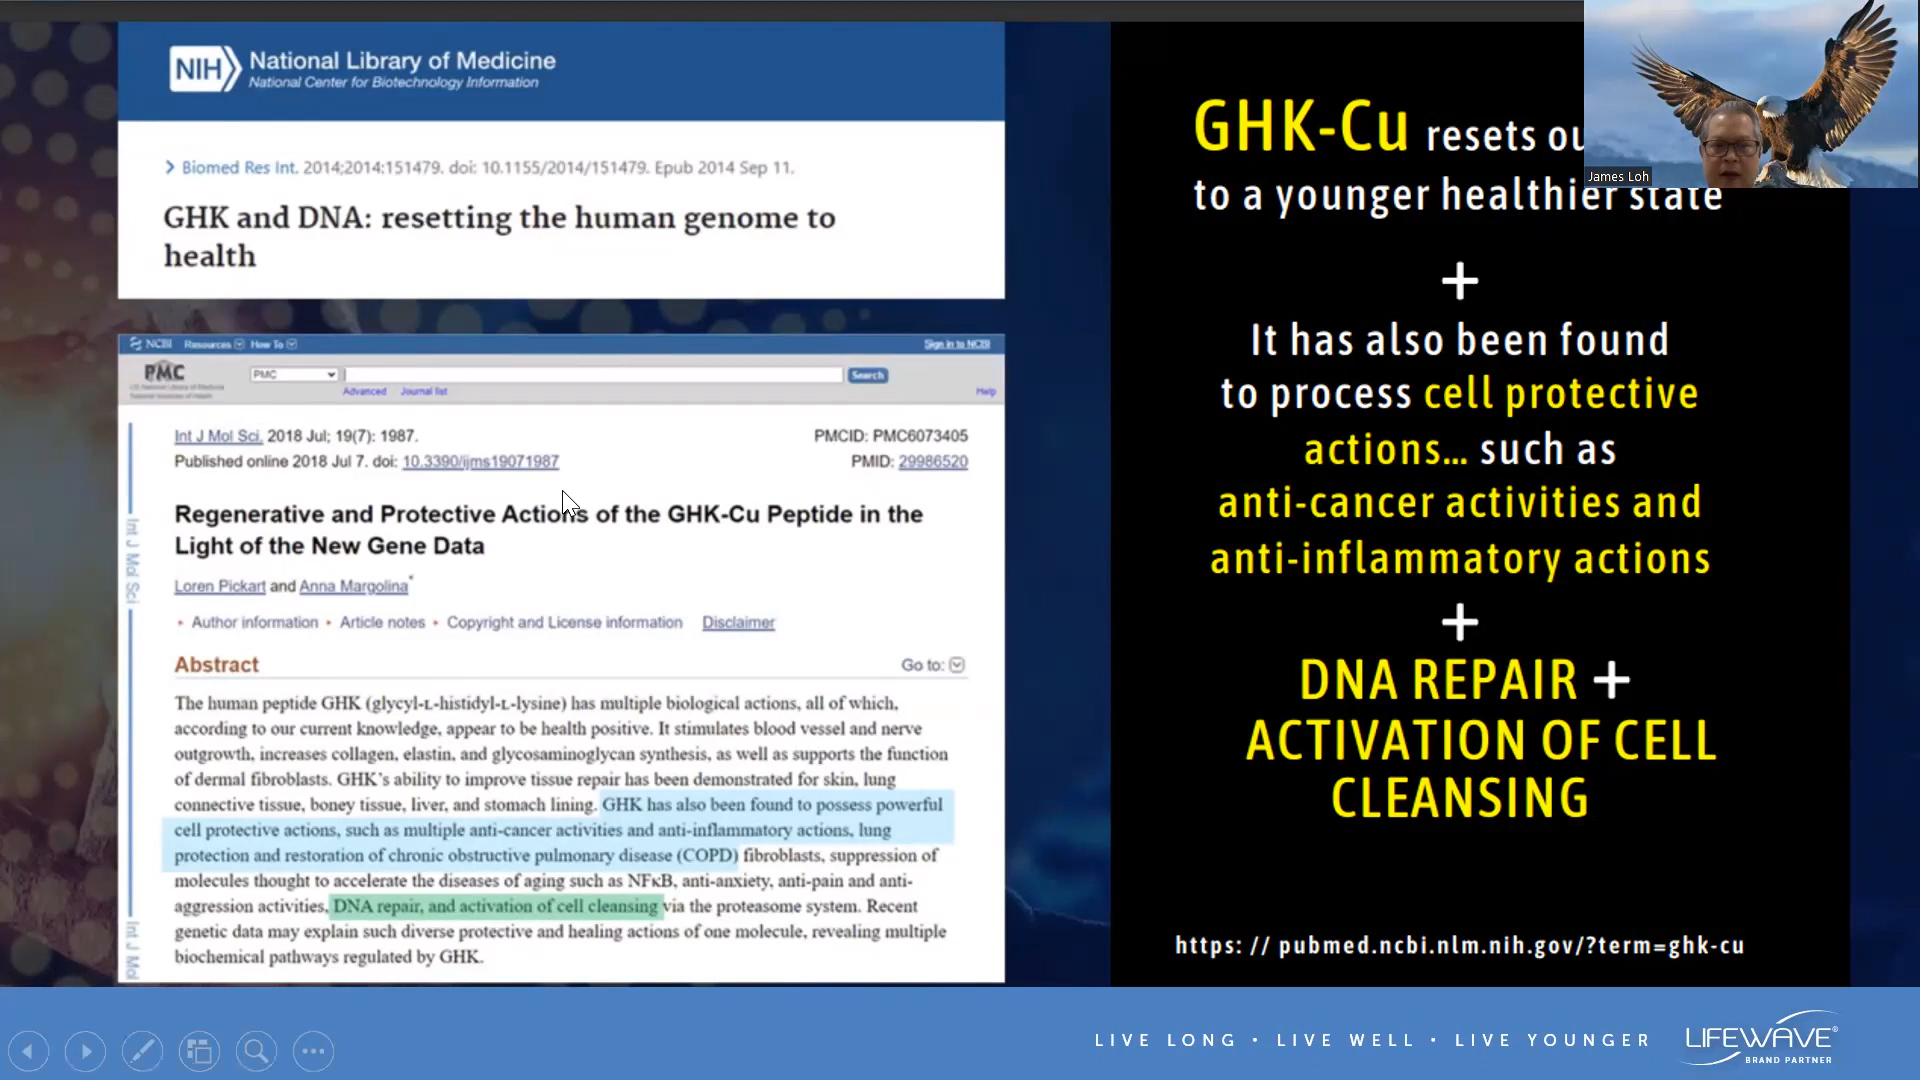 NIH National Library of Medicine
National Center for Biotechnology Information
Biomed Res Int. 2014;2014:151479. doi: 10.1155/2014/151479. Epub 2014 Sep 11.
GHK and DNA: resetting the human genome to
health
NCBI Resources How To Sign in to NCBI
PMC PMC Search
Advanced Journal list Help
Int J Mol Sci. 2018 Jul; 19(7): 1987. PMCID: PMC6073405
Published online 2018 Jul 7. doi: 10.3390/ijms19071987 PMID: 29986520
Regenerative and Protective Actions of the GHK-Cu Peptide in the
Light of the New Gene Data
Loren Pickart and Anna Margolina*
• Author information • Article notes • Copyright and License information Disclaimer
Abstract Go to:
The human peptide GHK (glycyl-L-histidyl-L-lysine) has multiple biological actions, all of which,
according to our current knowledge, appear to be health positive. It stimulates blood vessel and nerve
outgrowth, increases collagen, elastin, and glycosaminoglycan synthesis, as well as supports the function
of dermal fibroblasts. GHK's ability to improve tissue repair has been demonstrated for skin, lung
connective tissue, boney tissue, liver, and stomach lining. GHK has also been found to possess powerful
cell protective actions, such as multiple anti-cancer activities and anti-inflammatory actions, lung
protection and restoration of chronic obstructive pulmonary disease (COPD) fibroblasts, suppression of
molecules thought to accelerate the diseases of aging such as NFκB, anti-anxiety, anti-pain and anti-
aggression activities, DNA repair, and activation of cell cleansing via the proteasome system. Recent
genetic data may explain such diverse protective and healing actions of one molecule, revealing multiple
biochemical pathways regulated by GHK.
Int J Mol Sci
Int J Mol
GHK-Cu resets ou
to a younger healthier state
+
It has also been found
to process cell protective
actions... such as
anti-cancer activities and
anti-inflammatory actions
+
DNA REPAIR +
ACTIVATION OF CELL
CLEANSING
https: // pubmed.ncbi.nlm.nih.gov/?term=ghk-cu
James Loh
LIVE LONG • LIVE WELL • LIVE YOUNGER
LIFEWAVE®
BRAND PARTNER